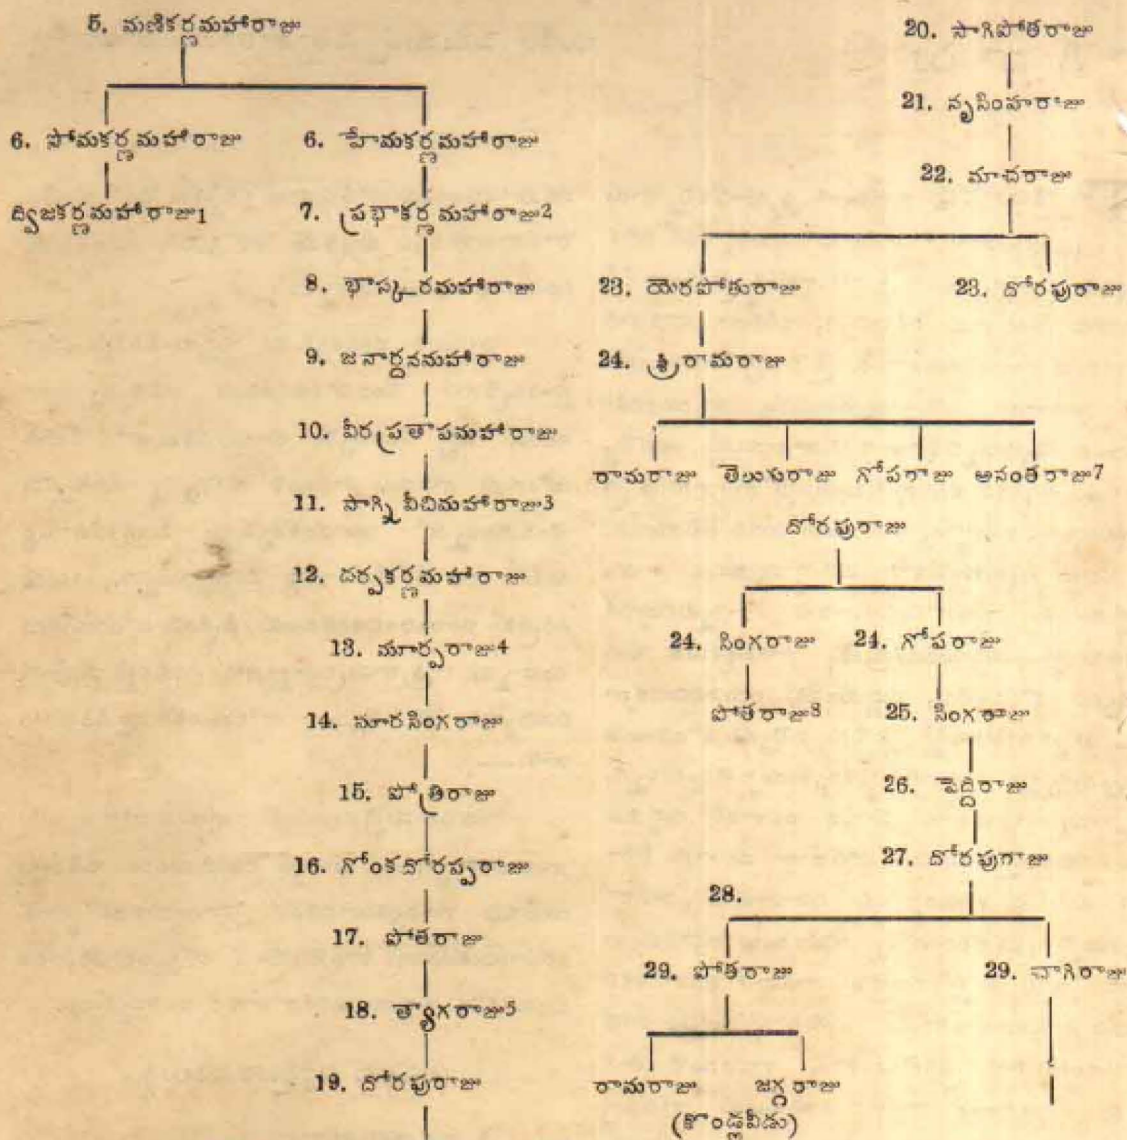 5. మణికర్ణమహారాజు
6. సోమకర్ణమహారాజు 6. హేమకర్ణమహారాజు
ద్విజకర్ణమహారాజు1 7. ప్రభాకర్ణమహారాజు2
8. భాస్కరమహారాజు
9. జనార్దనమహారాజు
10. వీరప్రతాపమహారాజు
11. సాగ్నివీచిమహారాజు3
12. దర్పకర్ణమహారాజు
13. మూర్పరాజు4
14. సూరసింగరాజు
15. పోత్రిరాజు
16. గోంకదోరప్పరాజు
17. పోతరాజు
18. త్యాగరాజు5
19. దోరపురాజు
20. సాగిపోతరాజు
21. నృసింహరాజు
22. మాచరాజు
23. యెరపోతురాజు 23. దోరపురాజు
24. శ్రీరామరాజు
రామరాజు తెలుగురాజు గోపరాజు అనంతరాజు7
దోరపురాజు
24. సింగరాజు 24. గోపరాజు
పోతరాజు8 25. సింగరాజు
26. పెద్దిరాజు
27. దోరపురాజు
28.
29. పోతరాజు 29. చాగిరాజు
రామరాజు జగ్గరాజు
(కొండ్లవీడు)